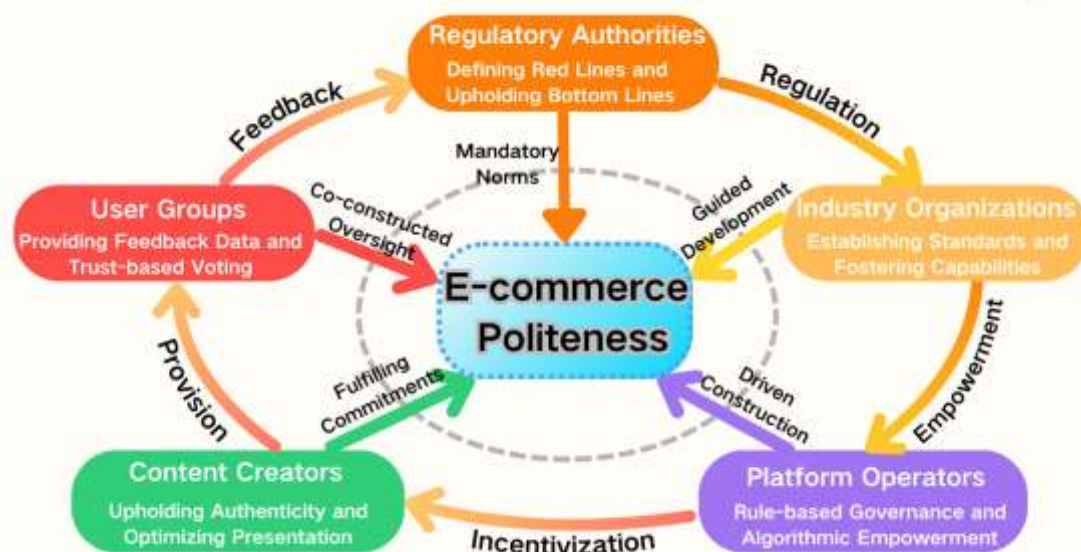 Regulatory Authorities
Defining Red Lines and
Upholding Bottom Lines
Feedback
Regulation
Mandatory
Norms
User Groups
Providing Feedback Data and
Trust-based Voting
Co-constructed
Oversight
Guided
Development
Industry Organizations
Establishing Standards and
Fostering Capabilities
E-commerce
Politeness
Provision
Fulfilling
Commitments
Driven
Construction
Empowerment
Content Creators
Upholding Authenticity and
Optimizing Presentation
Incentivization
Platform Operators
Rule-based Governance and
Algorithmic Empowerment